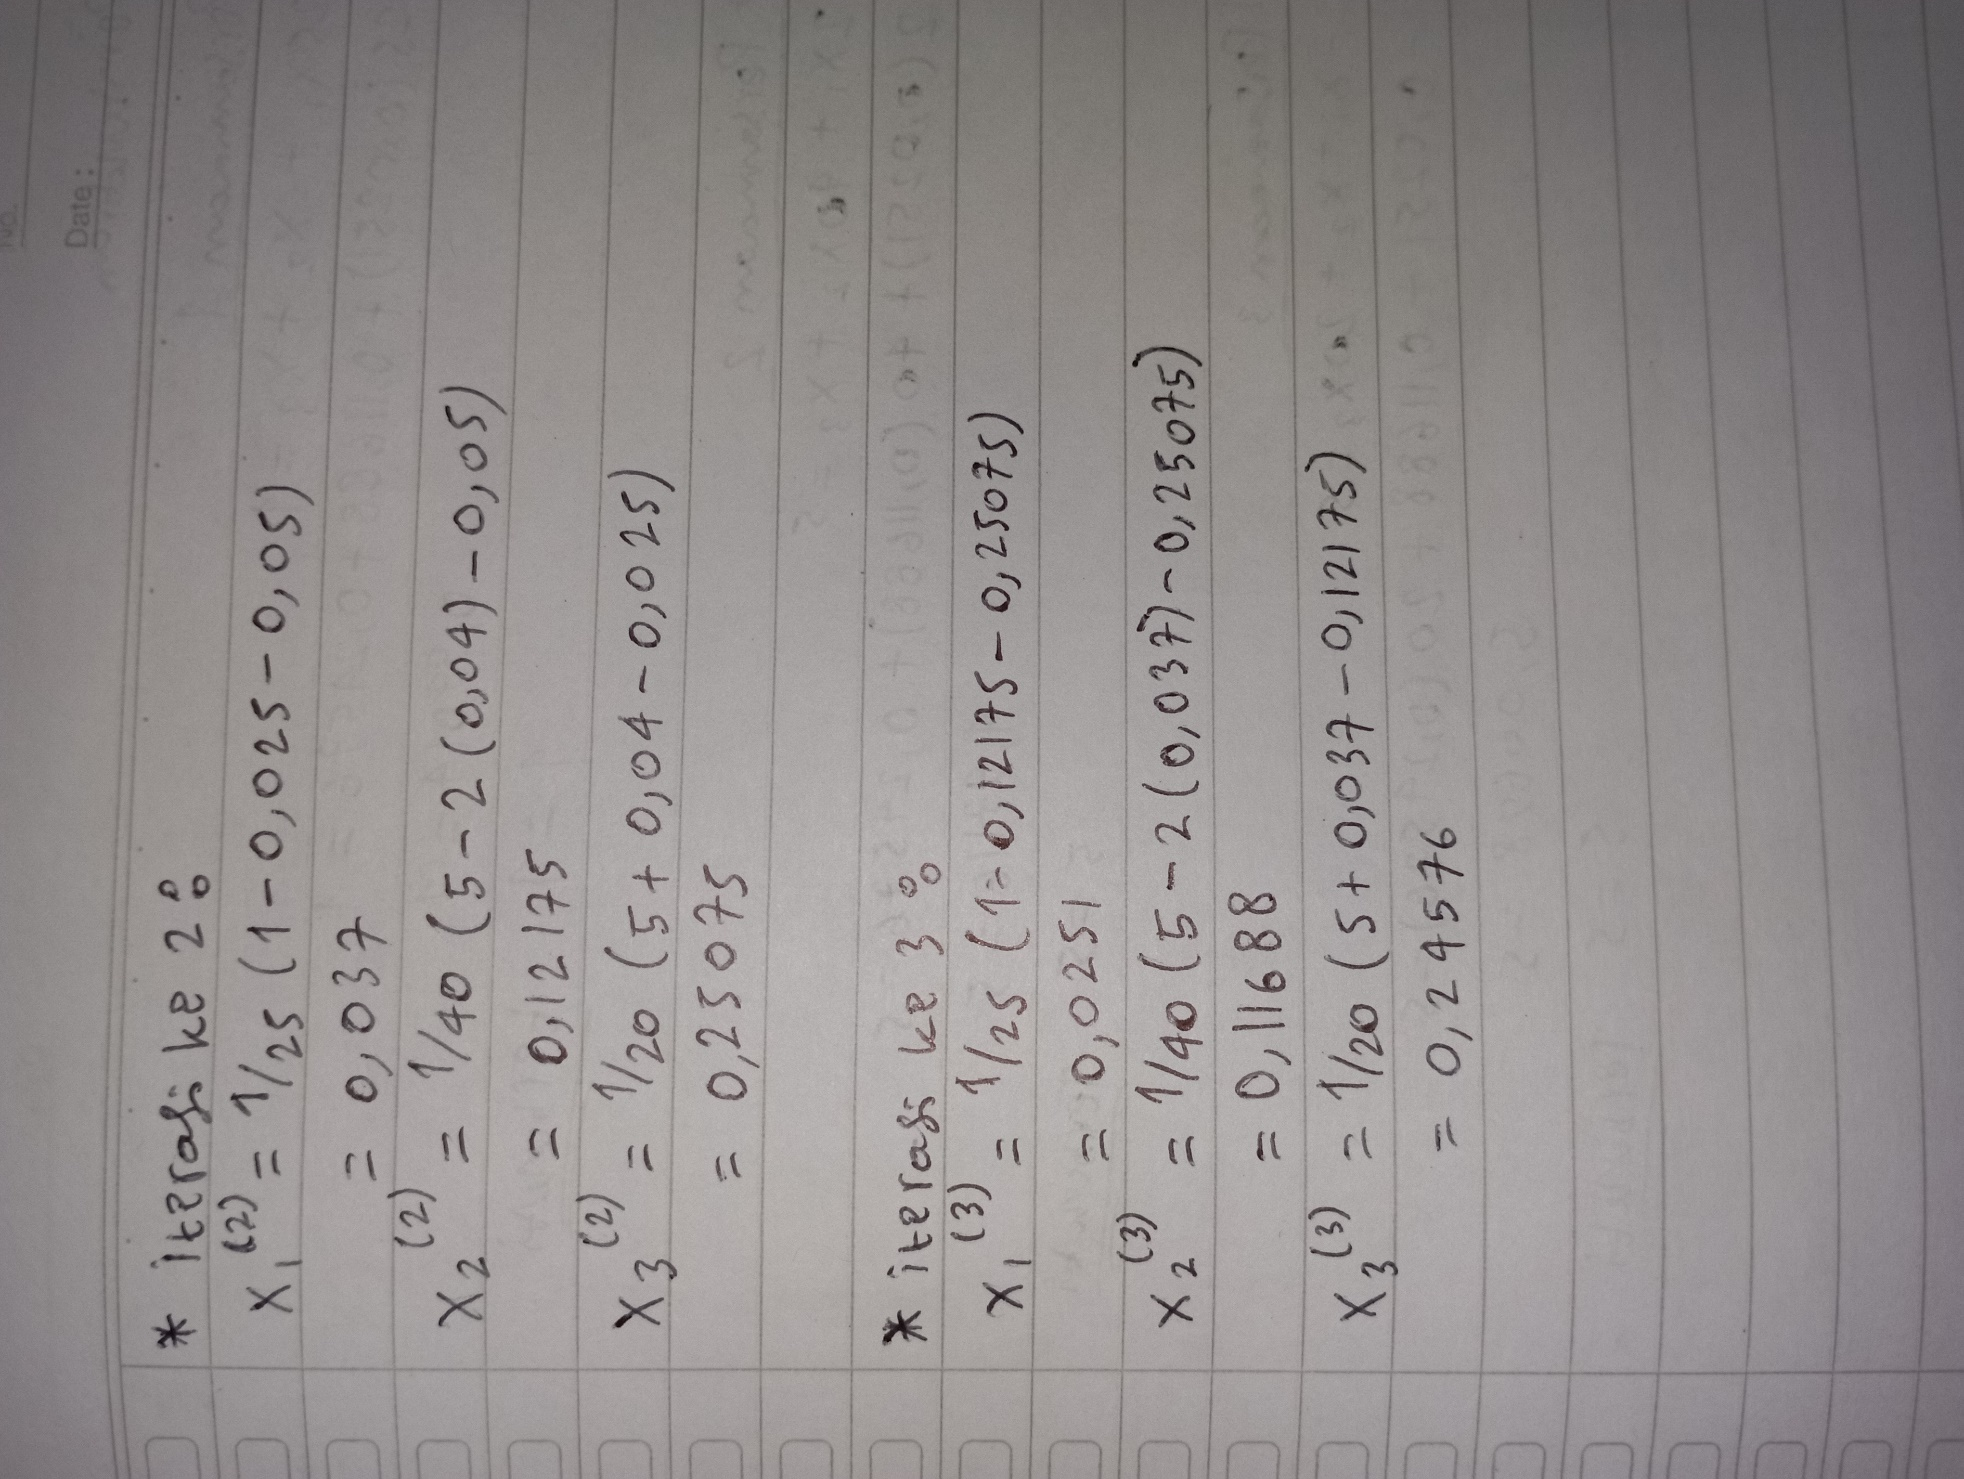 No.
Date:
* iterasi ke 2:
x₁⁽²⁾ = 1/25 (1 - 0,025 - 0,05)
= 0,037
x₂⁽²⁾ = 1/40 (5 - 2 (0,04) - 0,05)
= 0,12175
x₃⁽²⁾ = 1/20 (5 + 0,04 - 0,025)
= 0,25075
* iterasi ke 3:
x₁⁽³⁾ = 1/25 (1 - 0,12175 - 0,25075)
= 0,0251
x₂⁽³⁾ = 1/40 (5 - 2 (0,037) - 0,25075)
= 0,11688
x₃⁽³⁾ = 1/20 (5 + 0,037 - 0,12175)
= 0,24576